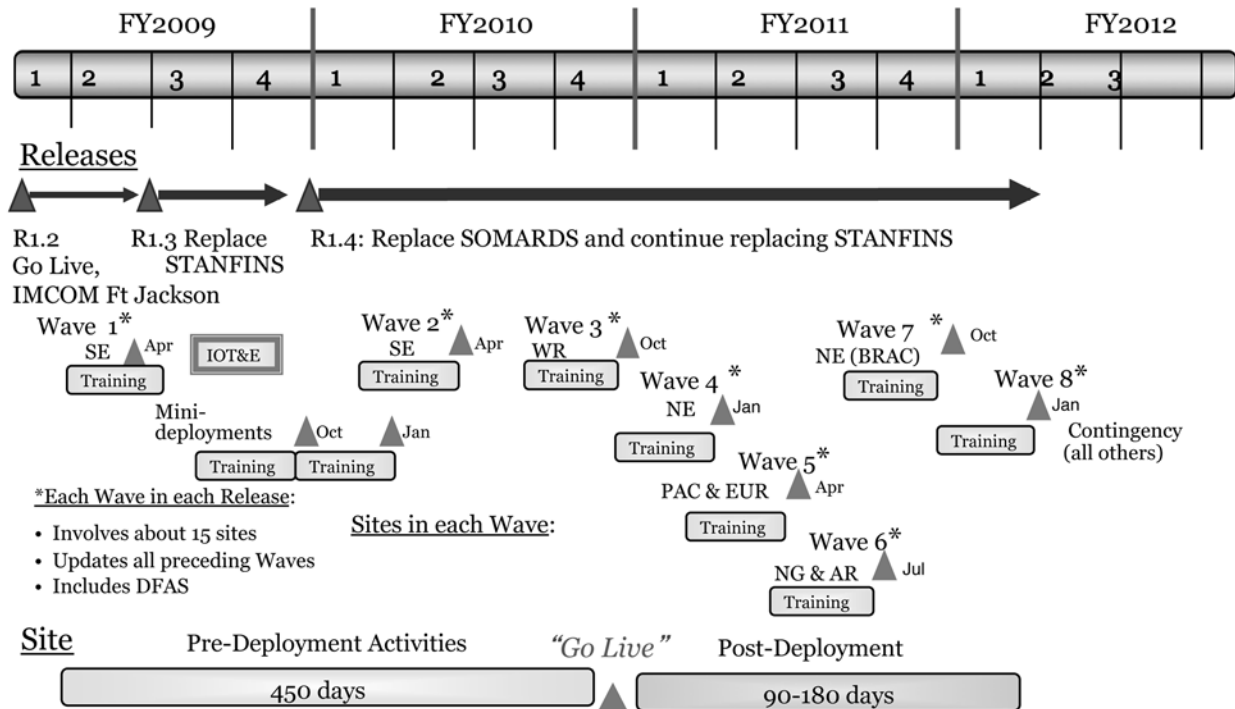 FY2009 FY2010 FY2011 FY2012
1 2 3 4 1 2 3 4 1 2 3 4 1 2 3
Releases
R1.2
Go Live,
IMCOM Ft Jackson
R1.3 Replace
STANFINS
R1.4: Replace SOMARDS and continue replacing STANFINS
Wave 1*
SE
Apr
Training
IOT&E
Mini-
deployments
Oct
Jan
Training
Training
Wave 2*
SE
Apr
Training
Wave 3*
WR
Oct
Training
Wave 4*
NE
Jan
Training
Wave 5*
PAC & EUR
Apr
Training
Wave 6*
NG & AR
Jul
Training
Wave 7 *
NE (BRAC)
Oct
Training
Wave 8*
Jan
Training
Contingency
(all others)
*Each Wave in each Release:
• Involves about 15 sites
• Updates all preceding Waves
• Includes DFAS
Sites in each Wave:
Site
Pre-Deployment Activities
"Go Live"
Post-Deployment
450 days
90-180 days